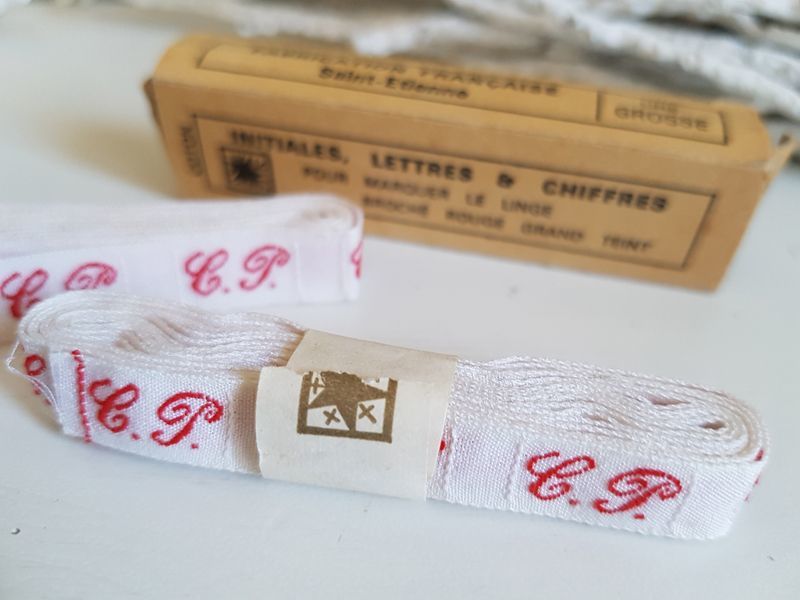 FABRICATION FRANÇAISE
Saint-Etienne
GROSSE
INITIALES, LETTRES & CHIFFRES
POUR MARQUER LE LINGE
BROCHÉ ROUGE GRAND TEINT
C.P.
C.P.
C.P.
C.P.